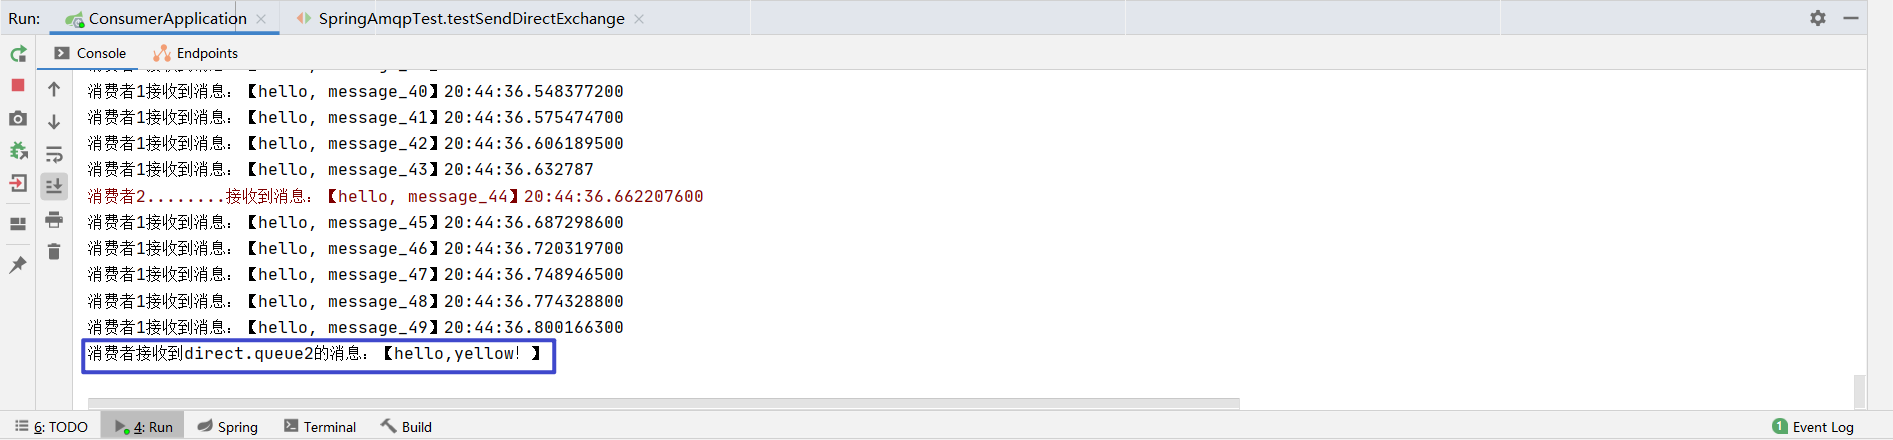 Run: ConsumerApplication SpringAmqpTest.testSendDirectExchange
Console Endpoints
消费者1接收到消息：【hello, message_40】20:44:36.548377200
消费者1接收到消息：【hello, message_41】20:44:36.575474700
消费者1接收到消息：【hello, message_42】20:44:36.606189500
消费者1接收到消息：【hello, message_43】20:44:36.632787
消费者2........接收到消息：【hello, message_44】20:44:36.662207600
消费者1接收到消息：【hello, message_45】20:44:36.687298600
消费者1接收到消息：【hello, message_46】20:44:36.720319700
消费者1接收到消息：【hello, message_47】20:44:36.748946500
消费者1接收到消息：【hello, message_48】20:44:36.774328800
消费者1接收到消息：【hello, message_49】20:44:36.800166300
消费者接收到direct.queue2的消息：【hello,yellow！】
6: TODO 4: Run Spring Terminal Build 1 Event Log